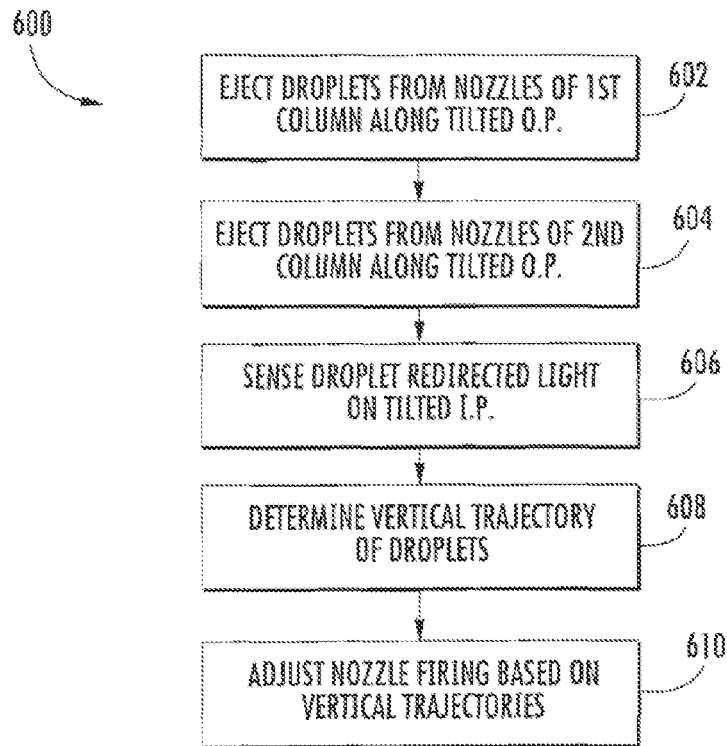 600
EJECT DROPLETS FROM NOZZLES OF 1ST
COLUMN ALONG TILTED O.P.
602
EJECT DROPLETS FROM NOZZLES OF 2ND
COLUMN ALONG TILTED O.P.
604
SENSE DROPLET REDIRECTED LIGHT
ON TILTED I.P.
606
DETERMINE VERTICAL TRAJECTORY
OF DROPLETS
608
ADJUST NOZZLE FIRING BASED ON
VERTICAL TRAJECTORIES
610